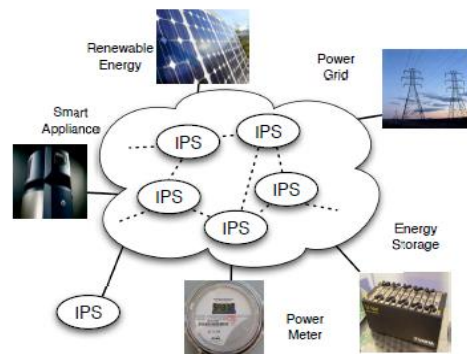 Renewable
Energy
Power
Grid
Smart
Appliance
IPS
IPS
IPS
IPS
IPS
Energy
Storage
IPS
Power
Meter